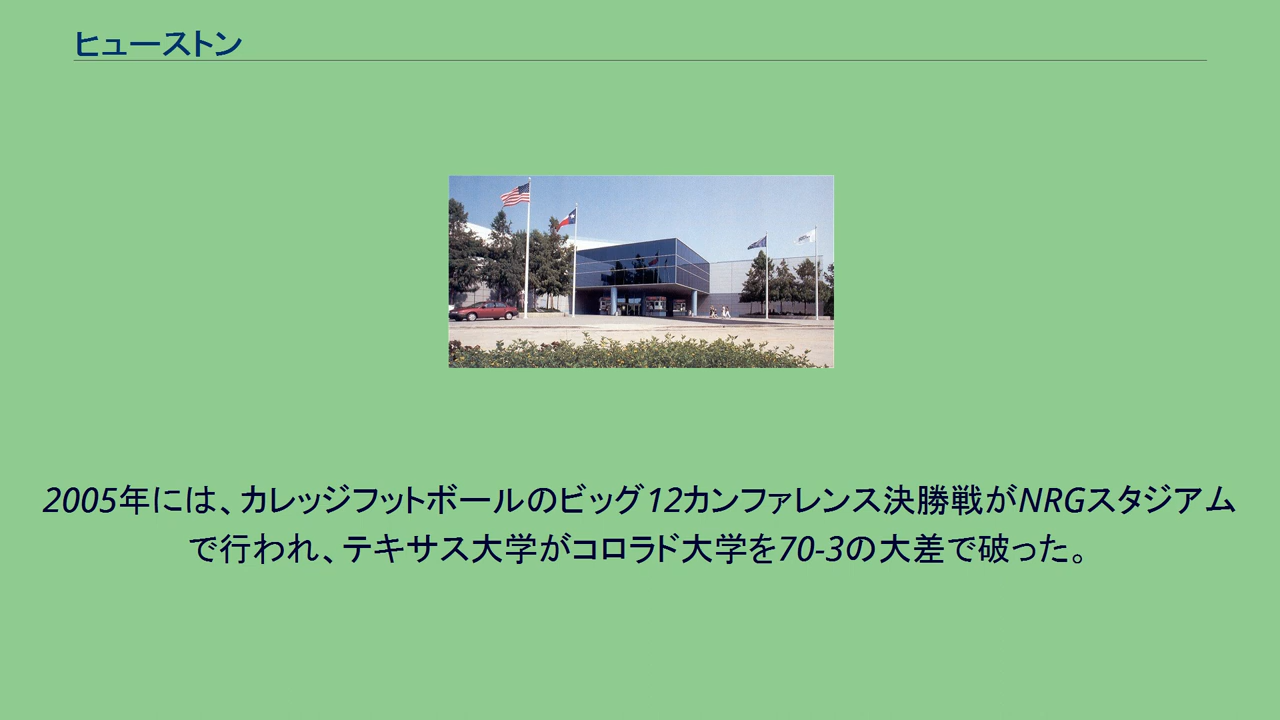 ヒューストン
2005年には、カレッジフットボールのビッグ12カンファレンス決勝戦がNRGスタジアム
で行われ、テキサス大学がコロラド大学を70-3の大差で破った。